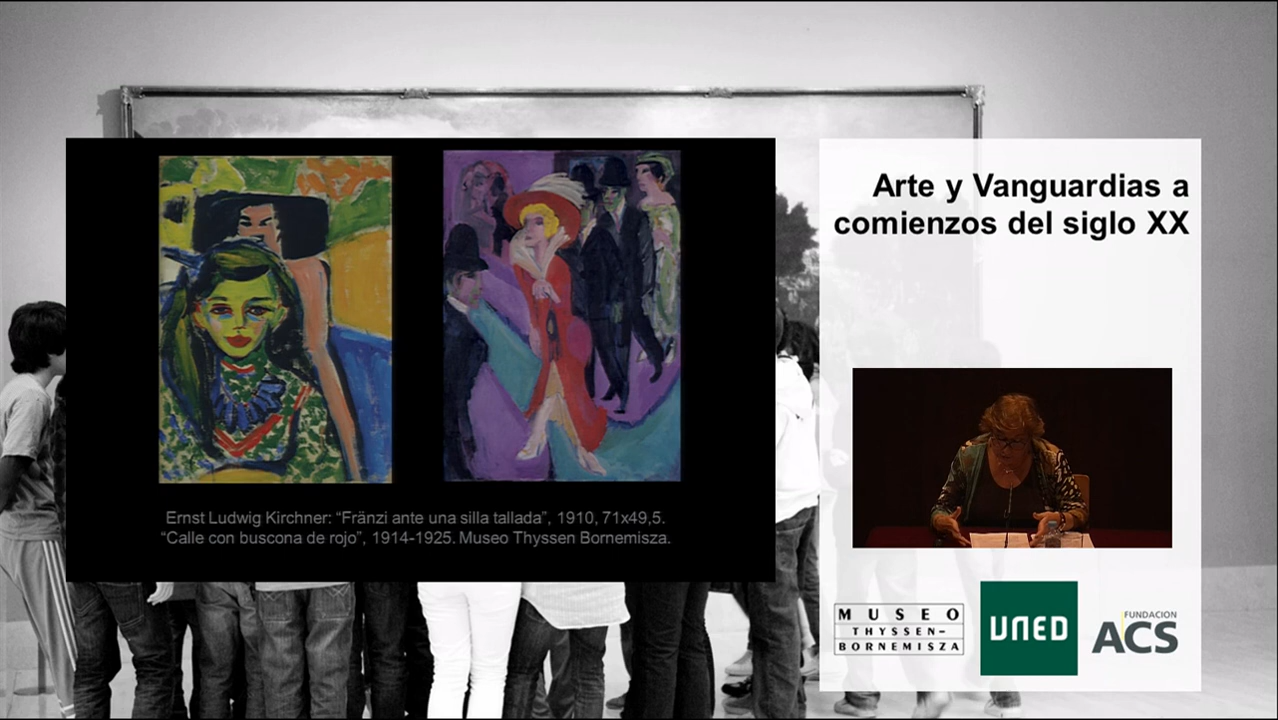 Arte y Vanguardias a
comienzos del siglo XX
Ernst Ludwig Kirchner: “Fränzi ante una silla tallada”, 1910, 71x49,5.
“Calle con buscona de rojo”, 1914-1925. Museo Thyssen Bornemisza.
MUSEO
THYSSEN-
BORNEMISZA
UNED
FUNDACION
ACS